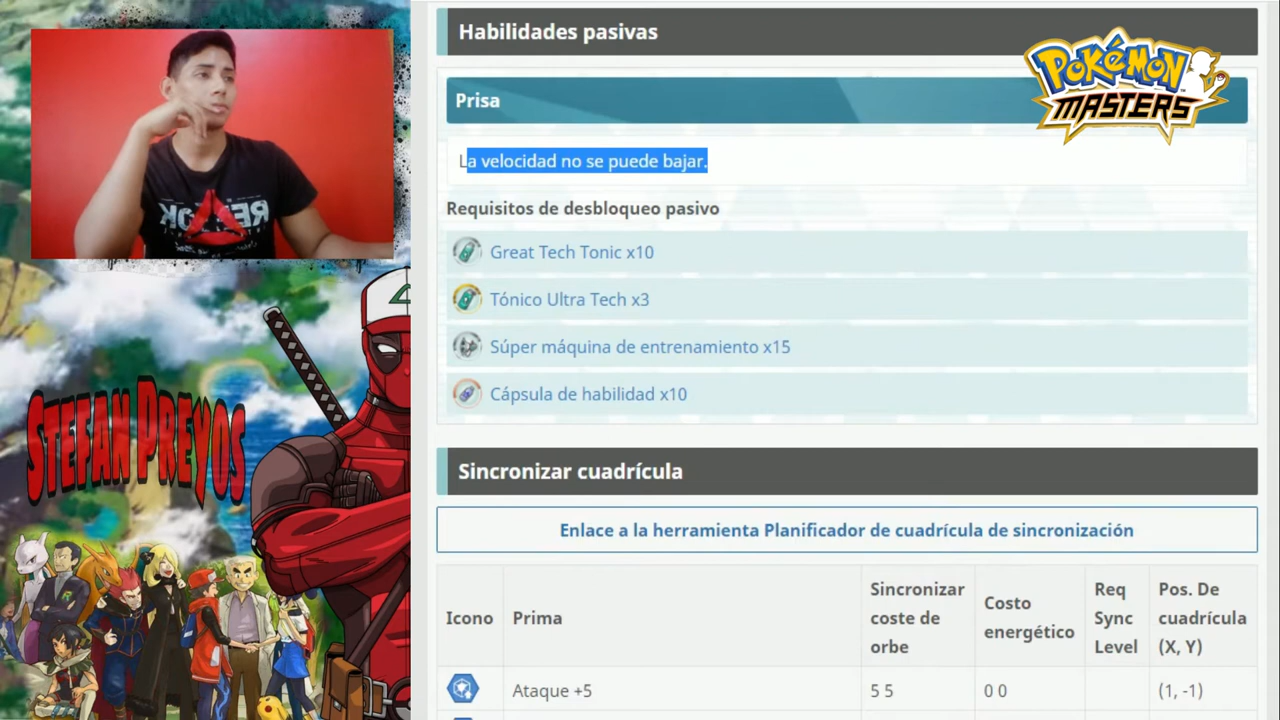 Habilidades pasivas
POKéMON
MASTERS
Prisa
La velocidad no se puede bajar.
Requisitos de desbloqueo pasivo
Great Tech Tonic x10
Tónico Ultra Tech x3
Súper máquina de entrenamiento x15
Cápsula de habilidad x10
Sincronizar cuadrícula
Enlace a la herramienta Planificador de cuadrícula de sincronización
Icono
Prima
Sincronizar
coste de
orbe
Costo
energético
Req
Sync
Level
Pos. De
cuadrícula
(X, Y)
Ataque +5
5 5
0 0
(1, -1)
REEBOK
STEFAN PREYOS